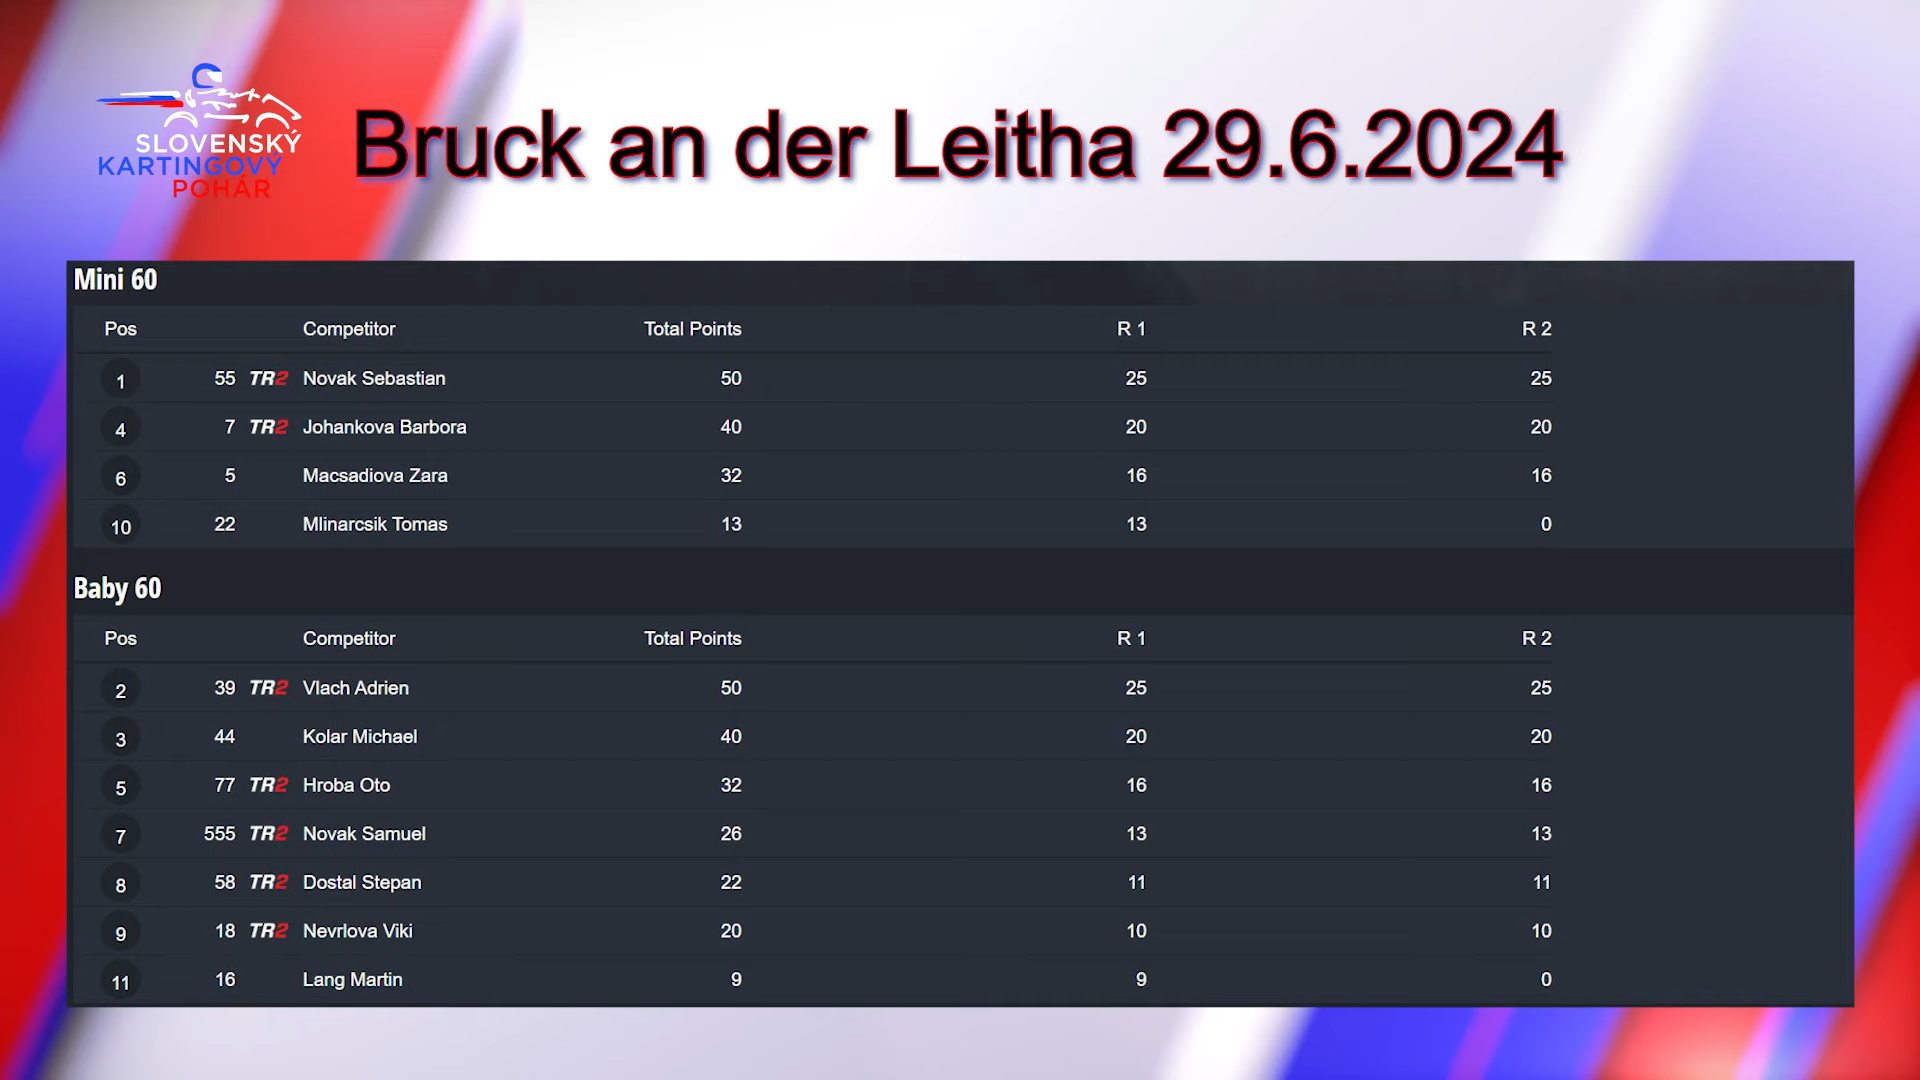 SLOVENSKÝ
KARTINGOVÝ
POHÁR
Bruck an der Leitha 29.6.2024
Mini 60
Pos Competitor Total Points R 1 R 2
1 55 TR2 Novak Sebastian 50 25 25
4 7 TR2 Johankova Barbora 40 20 20
6 5 Macsadiova Zara 32 16 16
10 22 Mlinarcsik Tomas 13 13 0
Baby 60
Pos Competitor Total Points R 1 R 2
2 39 TR2 Vlach Adrien 50 25 25
3 44 Kolar Michael 40 20 20
5 77 TR2 Hroba Oto 32 16 16
7 555 TR2 Novak Samuel 26 13 13
8 58 TR2 Dostal Stepan 22 11 11
9 18 TR2 Nevrlova Viki 20 10 10
11 16 Lang Martin 9 9 0